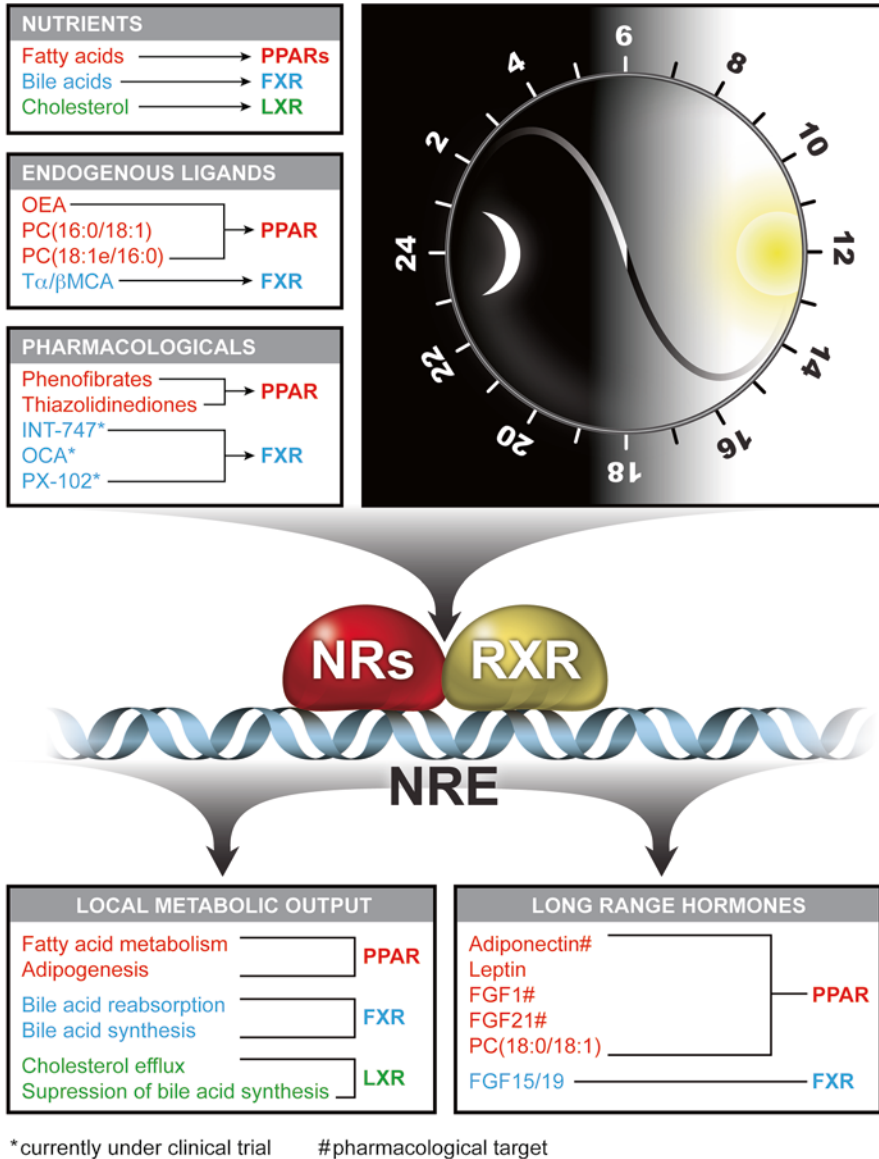 NUTRIENTS
Fatty acids PPARs
Bile acids FXR
Cholesterol LXR
ENDOGENOUS LIGANDS
OEA
PC(16:0/18:1) PPAR
PC(18:1e/16:0)
Tα/βMCA FXR
PHARMACOLOGICALS
Phenofibrates PPAR
Thiazolidinediones
INT-747*
OCA* FXR
PX-102*
6
8
10
12
14
16
18
20
22
24
2
4
NRs RXR
NRE
LOCAL METABOLIC OUTPUT
Fatty acid metabolism PPAR
Adipogenesis
Bile acid reabsorption FXR
Bile acid synthesis
Cholesterol efflux LXR
Supression of bile acid synthesis
LONG RANGE HORMONES
Adiponectin#
Leptin
FGF1# PPAR
FGF21#
PC(18:0/18:1)
FGF15/19 FXR
*currently under clinical trial #pharmacological target